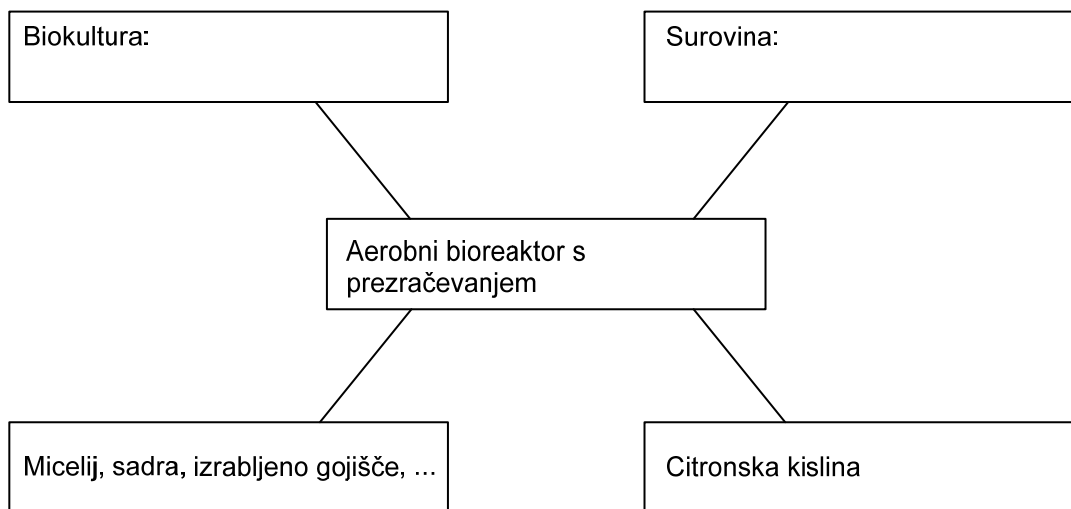 Biokultura:
Surovina:
Aerobni bioreaktor s
prezračevanjem
Micelij, sadra, izrabljeno gojišče, ...
Citronska kislina